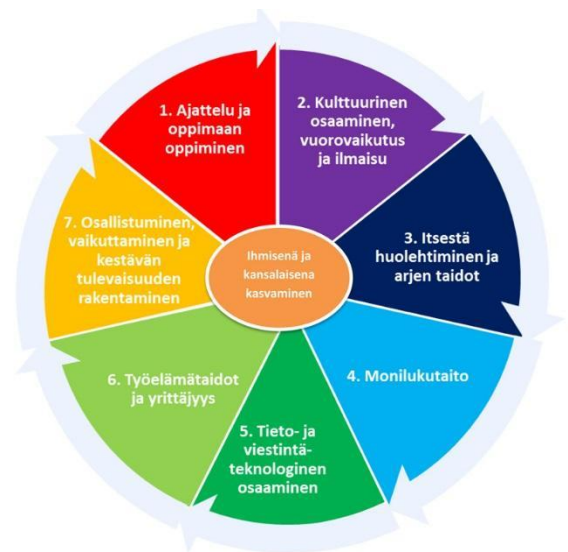 1. Ajattelu ja
oppimaan
oppiminen
2. Kulttuurinen
osaaminen,
vuorovaikutus
ja ilmaisu
3. Itsestä
huolehtiminen ja
arjen taidot
4. Monilukutaito
5. Tieto- ja
viestintä-
teknologinen
osaaminen
6. Työelämätaidot
ja yrittäjyys
7. Osallistuminen,
vaikuttaminen ja
kestävän
tulevaisuuden
rakentaminen
Ihmisenä ja
kansalaisena
kasvaminen